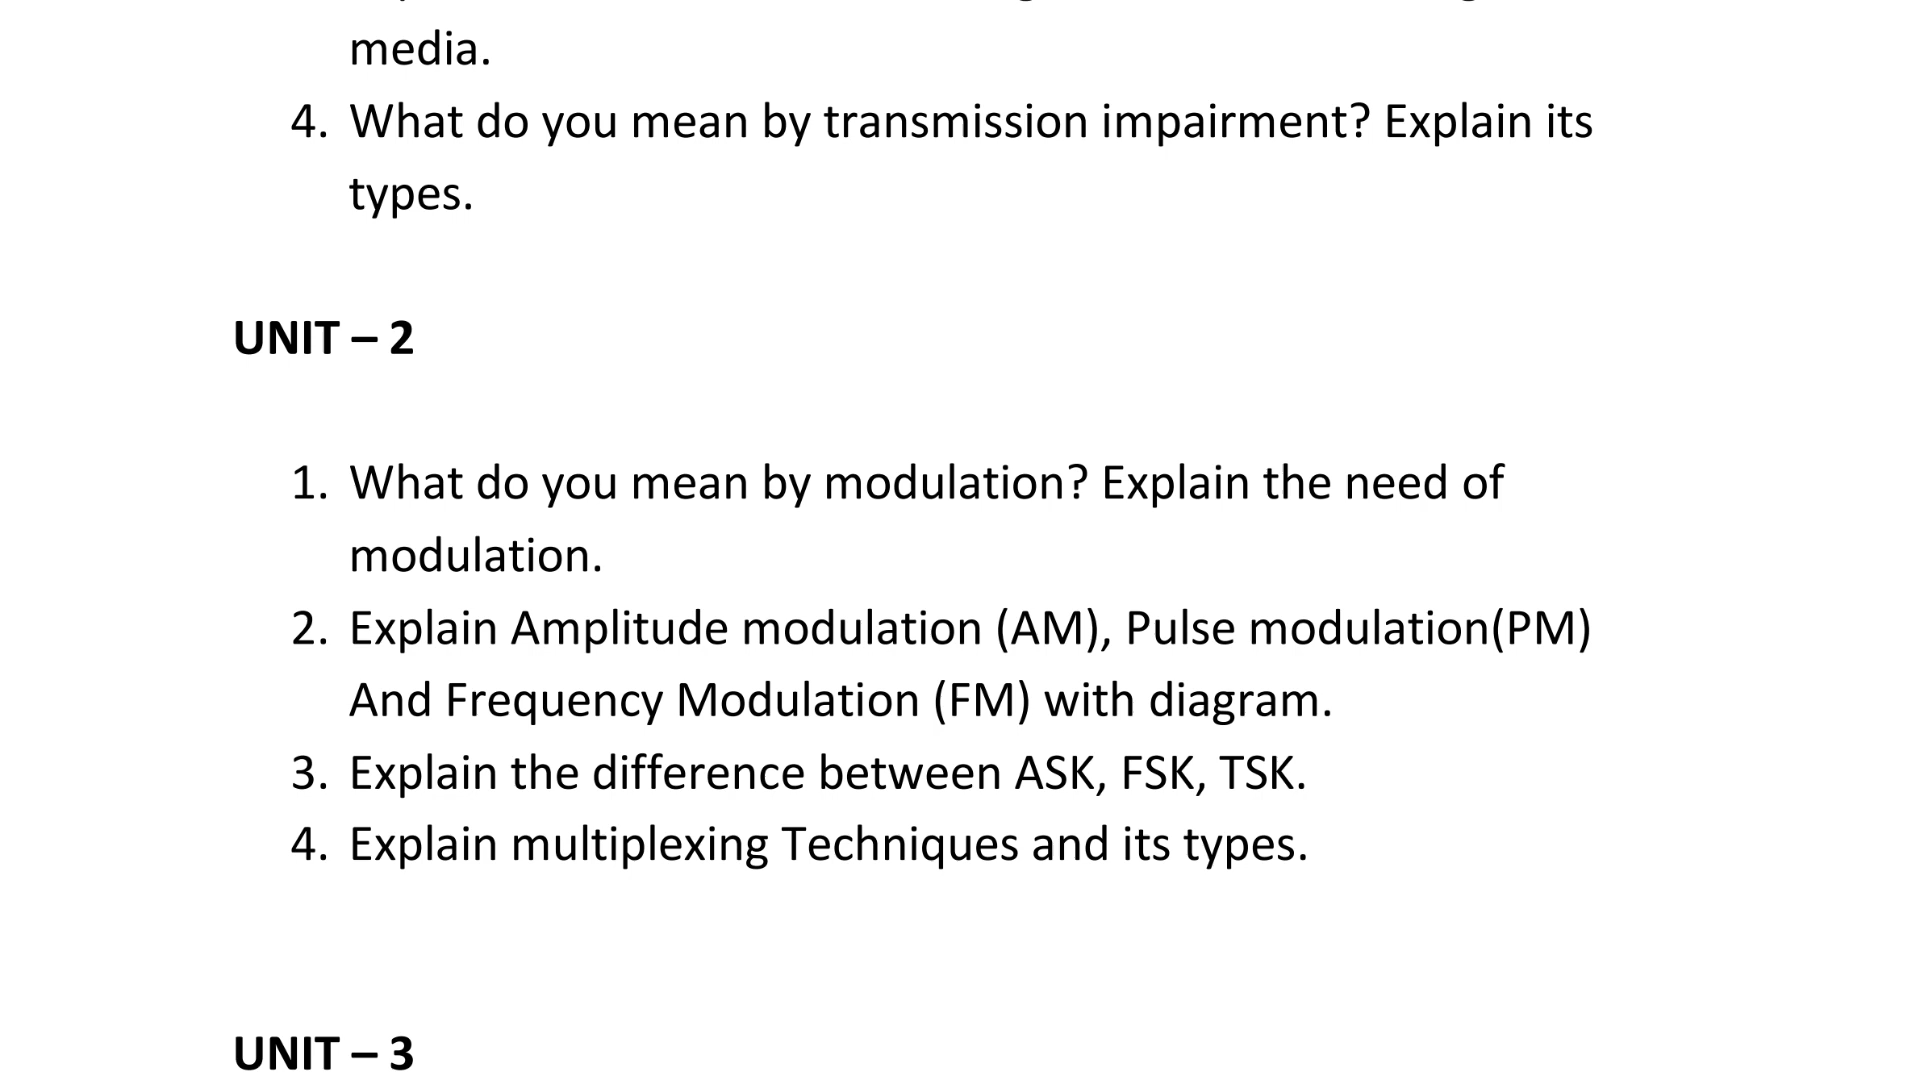 media.
4. What do you mean by transmission impairment? Explain its
types.
UNIT – 2
1. What do you mean by modulation? Explain the need of
modulation.
2. Explain Amplitude modulation (AM), Pulse modulation(PM)
And Frequency Modulation (FM) with diagram.
3. Explain the difference between ASK, FSK, TSK.
4. Explain multiplexing Techniques and its types.
UNIT – 3